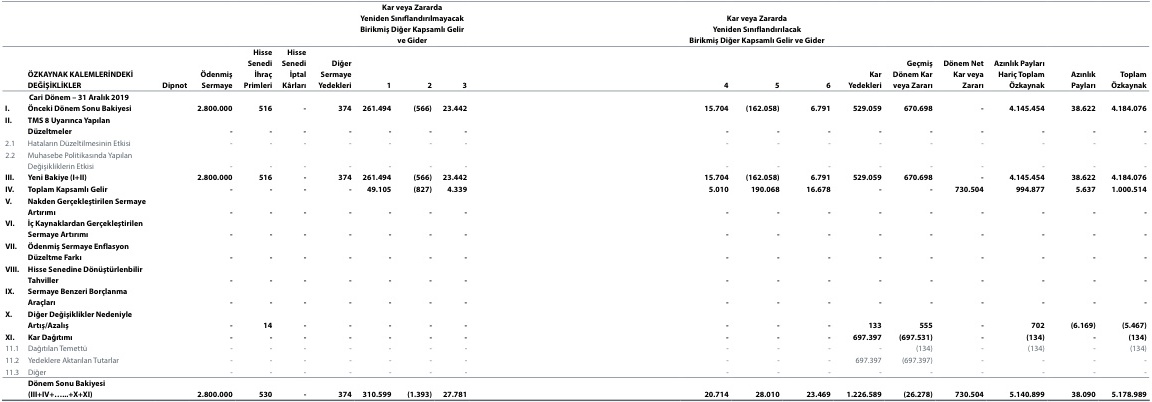 Kar veya Zararda
Yeniden Sınıflandırılmayacak
Birikmiş Diğer Kapsamlı Gelir
ve Gider
Kar veya Zararda
Yeniden Sınıflandırılacak
Birikmiş Diğer Kapsamlı Gelir ve Gider
ÖZKAYNAK KALEMLERİNDEKİ
DEĞİŞİKLİKLER
Dipnot
Ödenmiş
Sermaye
Hisse
Senedi
İhraç
Primleri
Hisse
Senedi
İptal
Kârları
Diğer
Sermaye
Yedekleri
1 2 3 4 5 6
Kar
Yedekleri
Geçmiş
Dönem Kar
veya Zararı
Dönem Net
Kar veya
Zararı
Azınlık Payları
Hariç Toplam
Özkaynak
Azınlık
Payları
Toplam
Özkaynak
Cari Dönem – 31 Aralık 2019
I. Önceki Dönem Sonu Bakiyesi 2.800.000 516 - 374 261.494 (566) 23.442 15.704 (162.058) 6.791 529.059 670.698 - 4.145.454 38.622 4.184.076
II. TMS 8 Uyarınca Yapılan
Düzeltmeler - - - - - - - - - - - - - - - -
2.1 Hataların Düzeltilmesinin Etkisi - - - - - - - - - - - - - - - -
2.2 Muhasebe Politikasında Yapılan
Değişikliklerin Etkisi - - - - - - - - - - - - - - - -
III. Yeni Bakiye (I+II) 2.800.000 516 - 374 261.494 (566) 23.442 15.704 (162.058) 6.791 529.059 670.698 - 4.145.454 38.622 4.184.076
IV. Toplam Kapsamlı Gelir - - - - 49.105 (827) 4.339 5.010 190.068 16.678 - - 730.504 994.877 5.637 1.000.514
V. Nakden Gerçekleştirilen Sermaye
Artırımı - - - - - - - - - - - - - - - -
VI. İç Kaynaklardan Gerçekleştirilen
Sermaye Artırımı - - - - - - - - - - - - - - - -
VII. Ödenmiş Sermaye Enflasyon
Düzeltme Farkı - - - - - - - - - - - - - - - -
VIII. Hisse Senedine Dönüştürlenbilir
Tahviller - - - - - - - - - - - - - - - -
IX. Sermaye Benzeri Borçlanma
Araçları - - - - - - - - - - - - - - - -
X. Diğer Değişiklikler Nedeniyle
Artış/Azalış - 14 - - - - - - - - 133 555 - 702 (6.169) (5.467)
XI. Kar Dağıtımı - - - - - - - - - - 697.397 (697.531) - (134) - (134)
11.1 Dağıtılan Temettü - - - - - - - - - - - (134) - (134) - (134)
11.2 Yedeklere Aktarılan Tutarlar - - - - - - - - - - 697.397 (697.397) - - - -
11.3 Diğer - - - - - - - - - - - - - - - -
Dönem Sonu Bakiyesi
(III+IV+…...+X+XI) 2.800.000 530 - 374 310.599 (1.393) 27.781 20.714 28.010 23.469 1.226.589 (26.278) 730.504 5.140.899 38.090 5.178.989